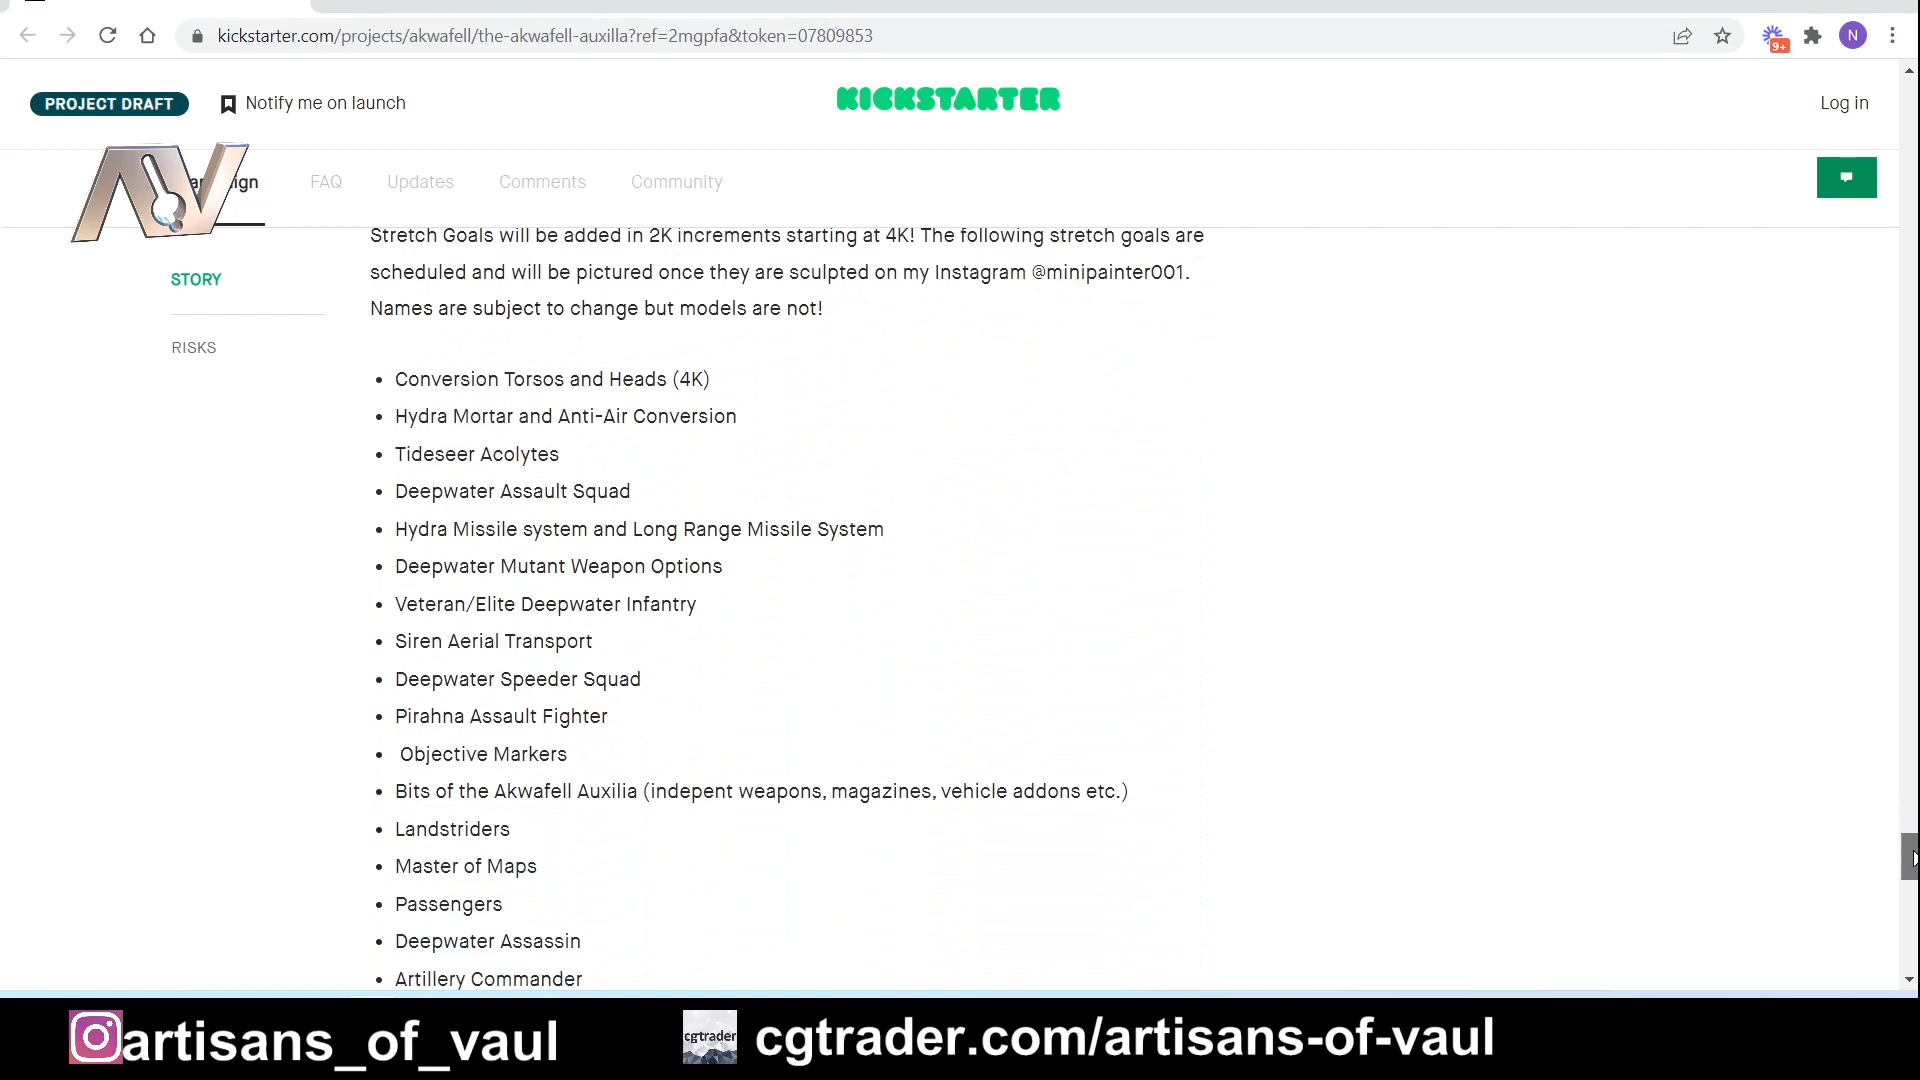 kickstarter.com/projects/akwafell/the-akwafell-auxilla?ref=2mgpfa&token=07809853
9+
N
PROJECT DRAFT
Notify me on launch
KICKSTARTER
Log in
AV
FAQ
Updates
Comments
Community
STORY
RISKS
Stretch Goals will be added in 2K increments starting at 4K! The following stretch goals are
scheduled and will be pictured once they are sculpted on my Instagram @minipainter001.
Names are subject to change but models are not!
• Conversion Torsos and Heads (4K)
• Hydra Mortar and Anti-Air Conversion
• Tideseer Acolytes
• Deepwater Assault Squad
• Hydra Missile system and Long Range Missile System
• Deepwater Mutant Weapon Options
• Veteran/Elite Deepwater Infantry
• Siren Aerial Transport
• Deepwater Speeder Squad
• Pirahna Assault Fighter
• Objective Markers
• Bits of the Akwafell Auxilia (indepent weapons, magazines, vehicle addons etc.)
• Landstriders
• Master of Maps
• Passengers
• Deepwater Assassin
• Artillery Commander
artisans_of_vaul
cgtrader
cgtrader.com/artisans-of-vaul